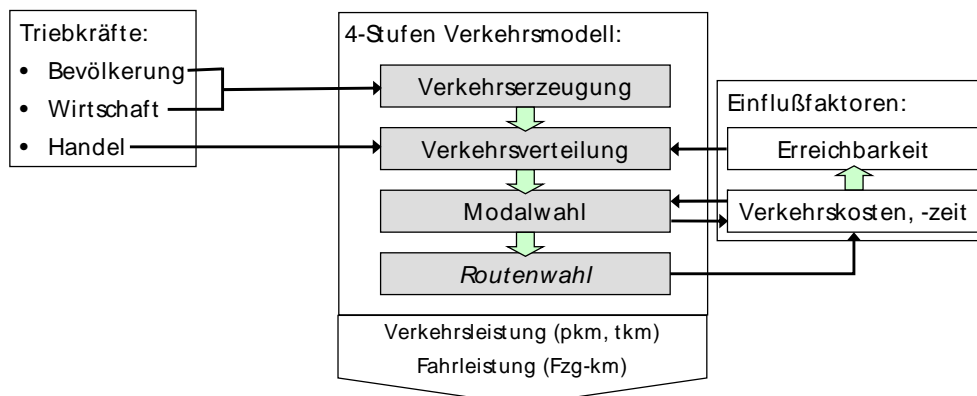 Triebkräfte:
• Bevölkerung
• Wirtschaft
• Handel
4-Stufen Verkehrsmodell:
Verkehrserzeugung
Verkehrsverteilung
Modalwahl
Routenwahl
Verkehrsleistung (pkm, tkm)
Fahrleistung (Fzg-km)
Einflußfaktoren:
Erreichbarkeit
Verkehrskosten, -zeit